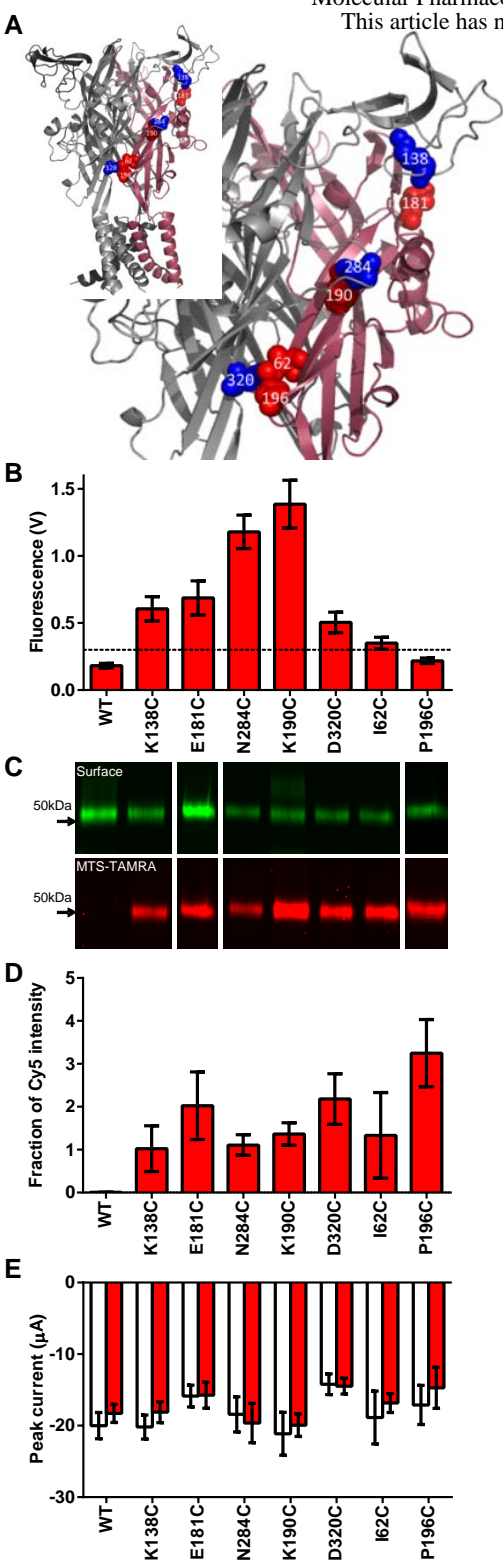 Molecular Pharmaco
This article has n
A
138
181
284
190
62
320
196
138
181
284
190
62
320
196
B
Fluorescence (V)
1.5
1.0
0.5
0.0
WT
K138C
E181C
N284C
K190C
D320C
I62C
P196C
C
Surface
50kDa
MTS-TAMRA
50kDa
D
Fraction of Cy5 intensity
5
4
3
2
1
0
WT
K138C
E181C
N284C
K190C
D320C
I62C
P196C
E
Peak current (µA)
0
-10
-20
-30
WT
K138C
E181C
N284C
K190C
D320C
I62C
P196C